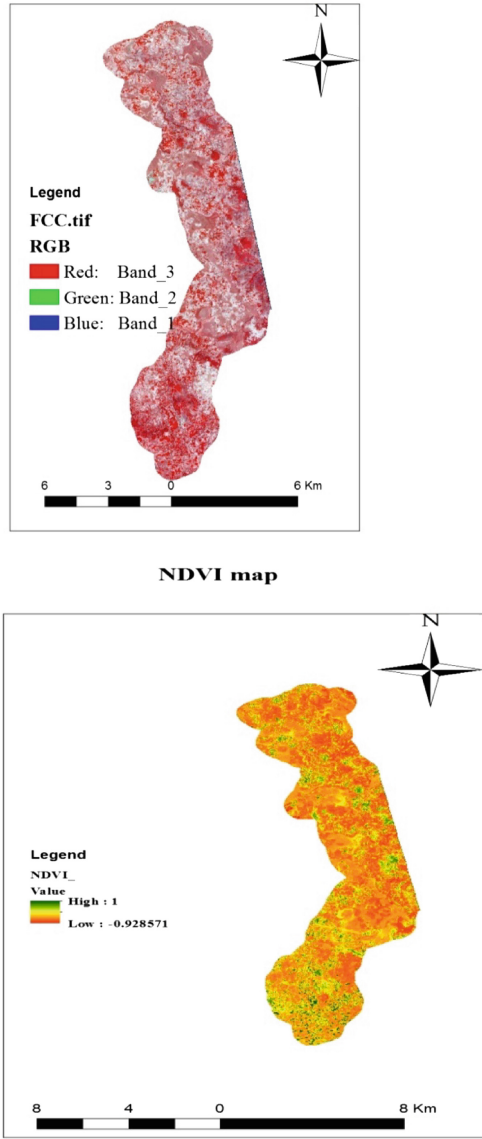 N
Legend
FCC.tif
RGB
Red: Band_3
Green: Band_2
Blue: Band_1
6 3 0 6 Km
NDVI map
N
Legend
NDVI_
Value
High : 1
Low : -0.928571
8 4 0 8 Km